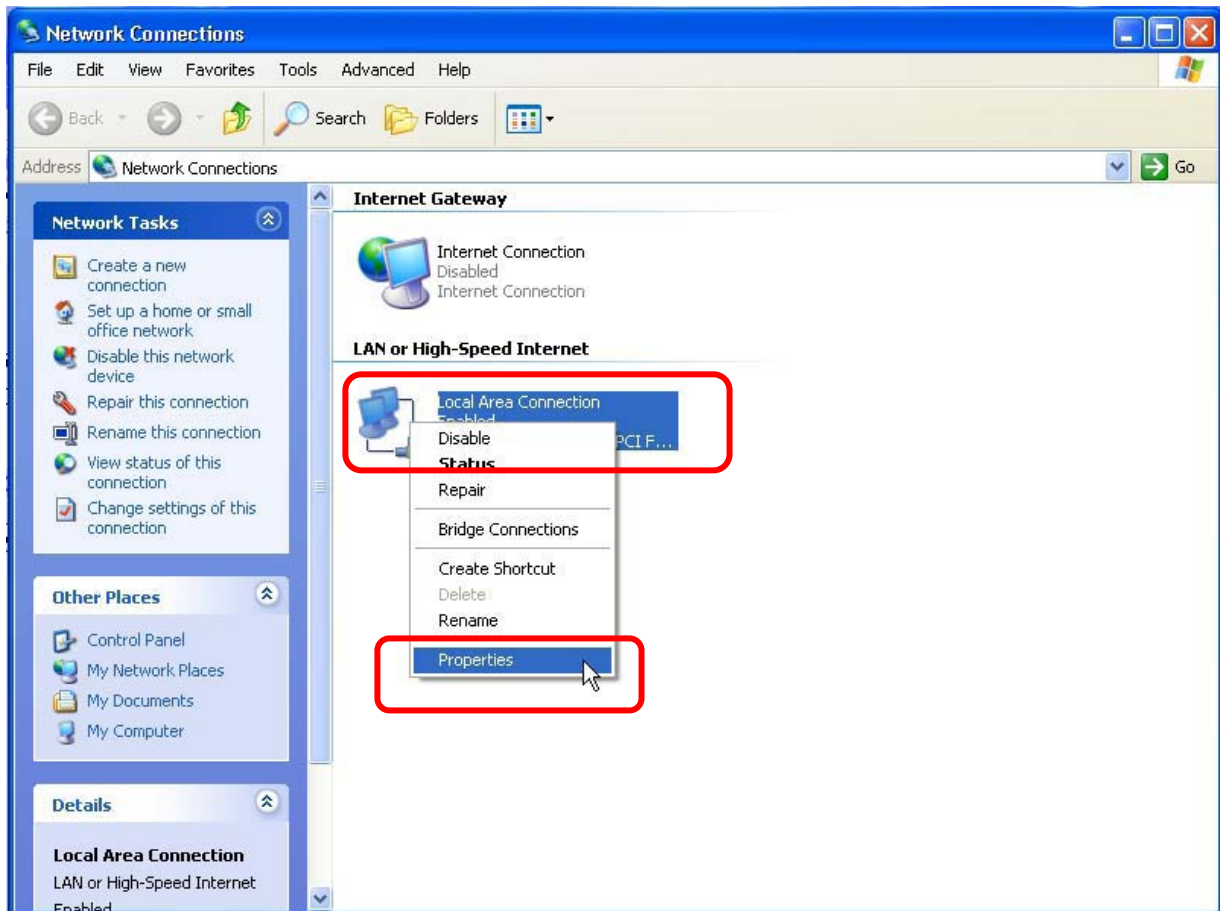 Network Connections
File Edit View Favorites Tools Advanced Help
Back Search Folders
Address Network Connections Go
Network Tasks
Create a new
connection
Set up a home or small
office network
Disable this network
device
Repair this connection
Rename this connection
View status of this
connection
Change settings of this
connection
Other Places
Control Panel
My Network Places
My Documents
My Computer
Details
Local Area Connection
LAN or High-Speed Internet
Enabled
Internet Gateway
Internet Connection
Disabled
Internet Connection
LAN or High-Speed Internet
Local Area Connection
Enabled
PCI F...
Disable
Status
Repair
Bridge Connections
Create Shortcut
Delete
Rename
Properties